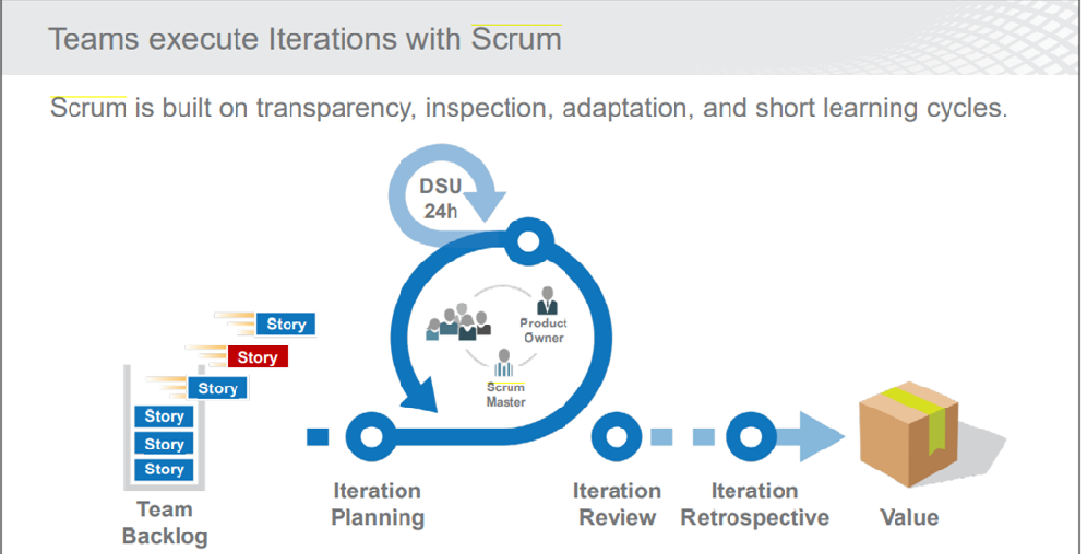 Teams execute Iterations with Scrum
Scrum is built on transparency, inspection, adaptation, and short learning cycles.
DSU
24h
Product
Owner
Scrum
Master
Story
Story
Story
Story
Story
Story
Team
Backlog
Iteration
Planning
Iteration
Review
Iteration
Retrospective
Value